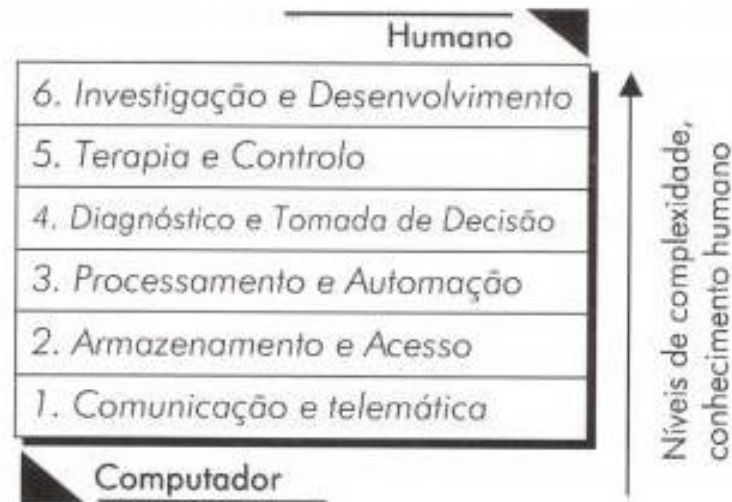 Humano
6. Investigação e Desenvolvimento
5. Terapia e Controlo
4. Diagnóstico e Tomada de Decisão
3. Processamento e Automação
2. Armazenamento e Acesso
1. Comunicação e telemática
Computador
Níveis de complexidade,
conhecimento humano